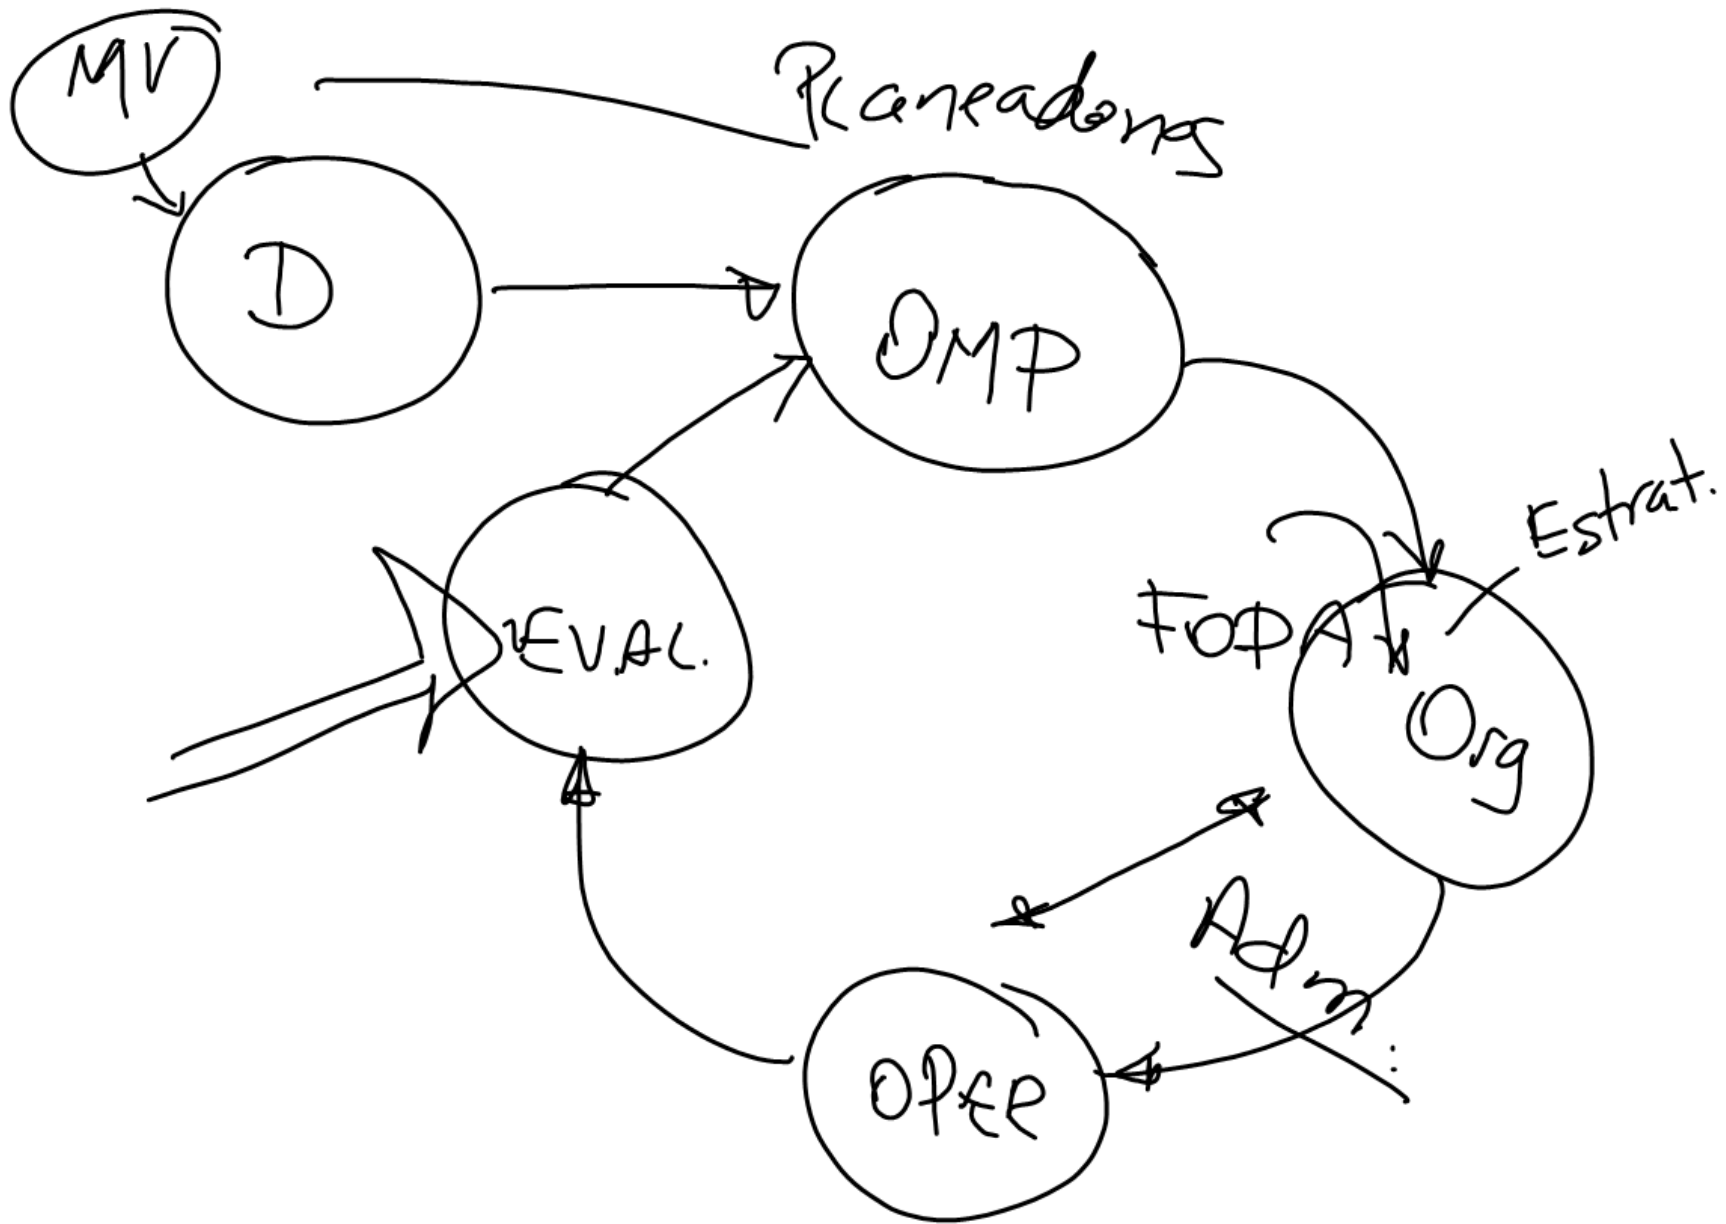 MV
Planeadores
D
OMP
Estrat.
FODA
EVAL.
Org
Adm.
OPER